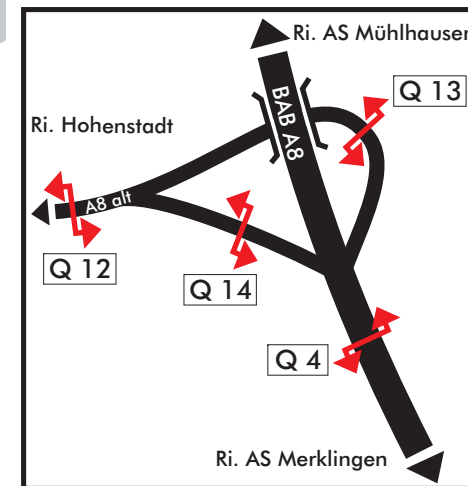 Ri. AS Mühlhausen
Q 13
BAB A8
Ri. Hohenstadt
A8 alt
Q 12
Q 14
Q 4
Ri. AS Merklingen